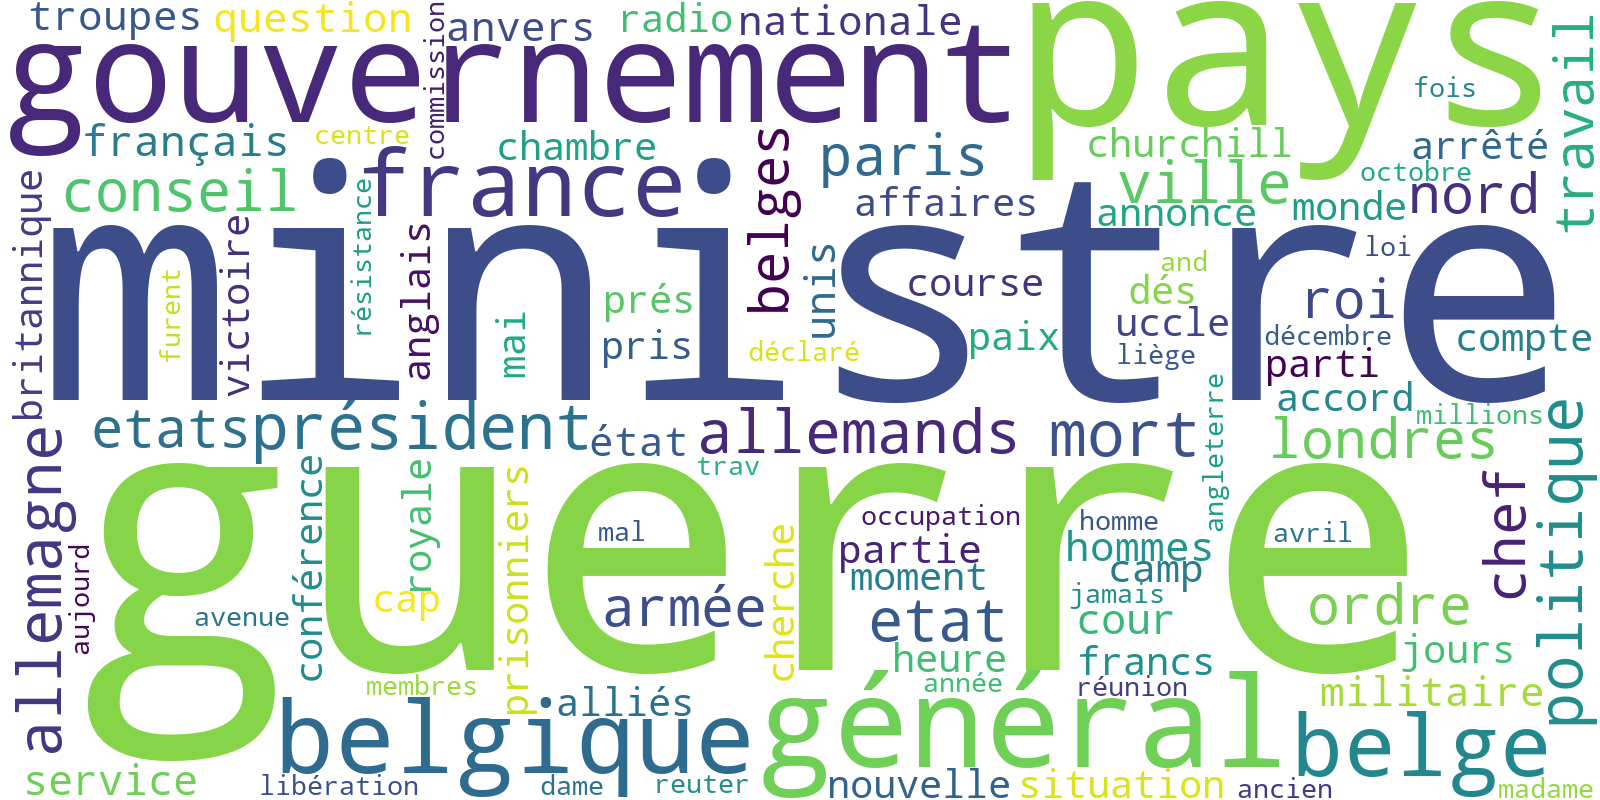 troupes
question
commission
anvers
radio
nationale
pays
fois
travail
gouvernement
français
centre
chambre
belges
paris
churchill
arrêté
octobre
conseil
france
affaires
ville
annonce
monde
nord
britannique
victoire
résistance
anglais
furent
ministre
mai
prés
pris
déclaré
unis
course
paix
and
dés
uccle
liège
roi
loi
décembre
parti
compte
accord
millions
etats
président
état
allemands
mort
londres
politique
allemagne
aujourd
conférence
royale
prisonniers
trav
angleterre
chef
guerre
mal
cap
avenue
armée
cherche
occupation
partie
moment
etat
heure
année
homme
hommes
camp
jamais
cour
francs
réunion
avril
ordre
jours
militaire
membres
alliés
belgique
général
belge
service
libération
dame
reuter
nouvelle
situation
ancien
madame